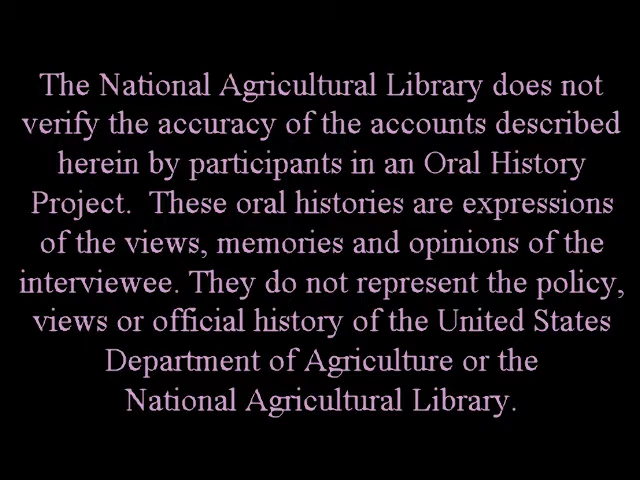 The National Agricultural Library does not
verify the accuracy of the accounts described
herein by participants in an Oral History
Project.  These oral histories are expressions
of the views, memories and opinions of the
interviewee. They do not represent the policy,
views or official history of the United States
Department of Agriculture or the
National Agricultural Library.